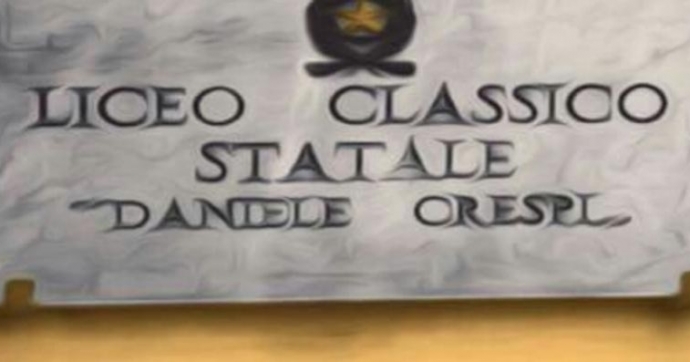 LICEO CLASSICO
STATALE
"DANIELE CRESPI„